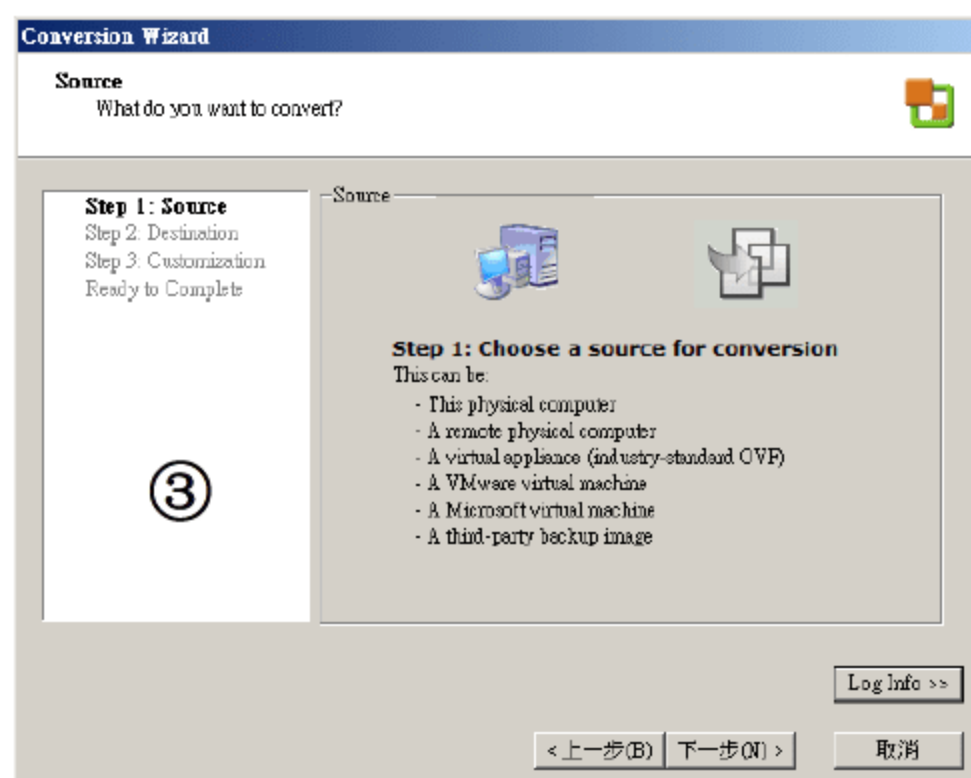 Conversion Wizard
Source
What do you want to convert?
Step 1: Source
Step 2: Destination
Step 3: Customization
Ready to Complete
③
Source
Step 1: Choose a source for conversion
This can be:
- This physical computer
- A remote physical computer
- A virtual appliance (industry-standard OVF)
- A VMware virtual machine
- A Microsoft virtual machine
- A third-party backup image
Log Info >>
<上一步(B)
下一步(N) >
取消